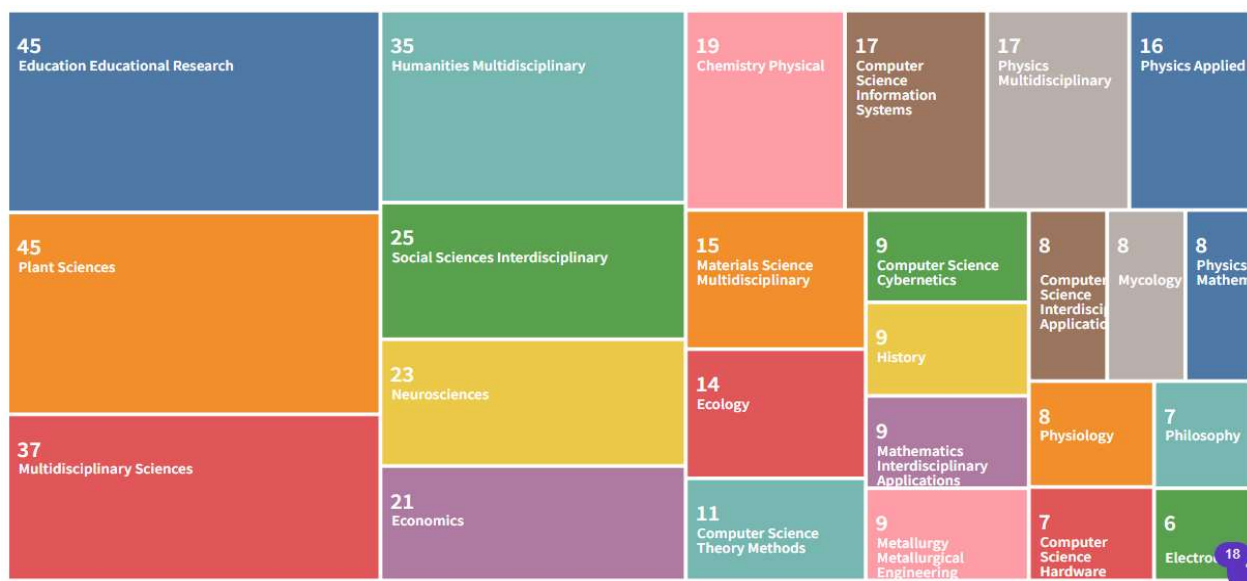 45
Education Educational Research
45
Plant Sciences
37
Multidisciplinary Sciences
35
Humanities Multidisciplinary
25
Social Sciences Interdisciplinary
23
Neurosciences
21
Economics
19
Chemistry Physical
17
Computer
Science
Information
Systems
17
Physics
Multidisciplinary
16
Physics Applied
15
Materials Science
Multidisciplinary
14
Ecology
11
Computer Science
Theory Methods
9
Computer Science
Cybernetics
9
History
9
Mathematics
Interdisciplinary
Applications
9
Metallurgy
Metallurgical
Engineering
8
Computer
Science
8
Mycology
8
Physics
8
Physiology
7
Philosophy
7
Computer
Science
Hardware
6
18